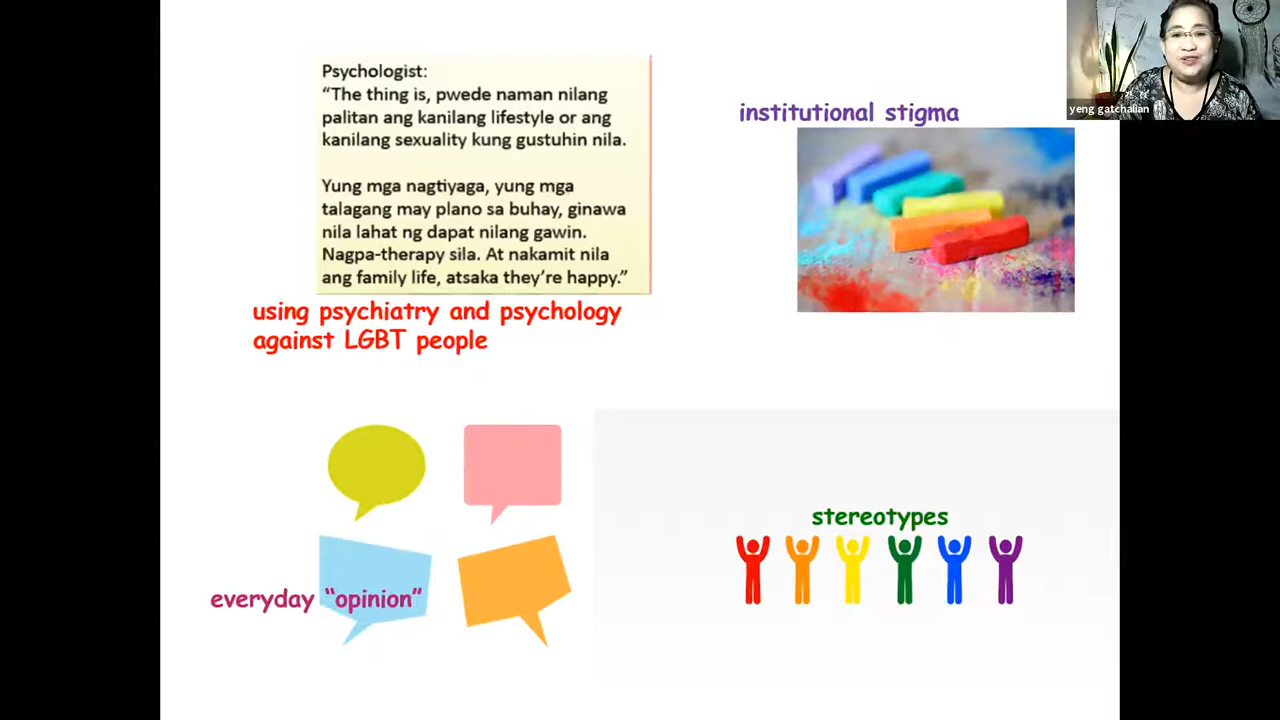 Psychologist:
“The thing is, pwede naman nilang
palitan ang kanilang lifestyle or ang
kanilang sexuality kung gustuhin nila.
Yung mga nagtiyaga, yung mga
talagang may plano sa buhay, ginawa
nila lahat ng dapat nilang gawin.
Nagpa-therapy sila. At nakamit nila
ang family life, atsaka they’re happy.”
using psychiatry and psychology
against LGBT people
institutional stigma
yeng gatchalian
everyday “opinion”
stereotypes